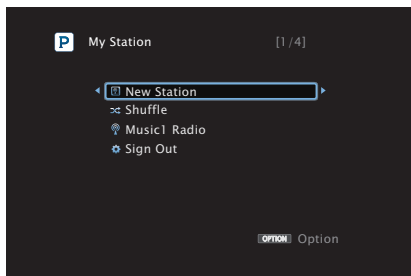 P My Station [1/4]
New Station
Shuffle
Music1 Radio
Sign Out
OPTION Option